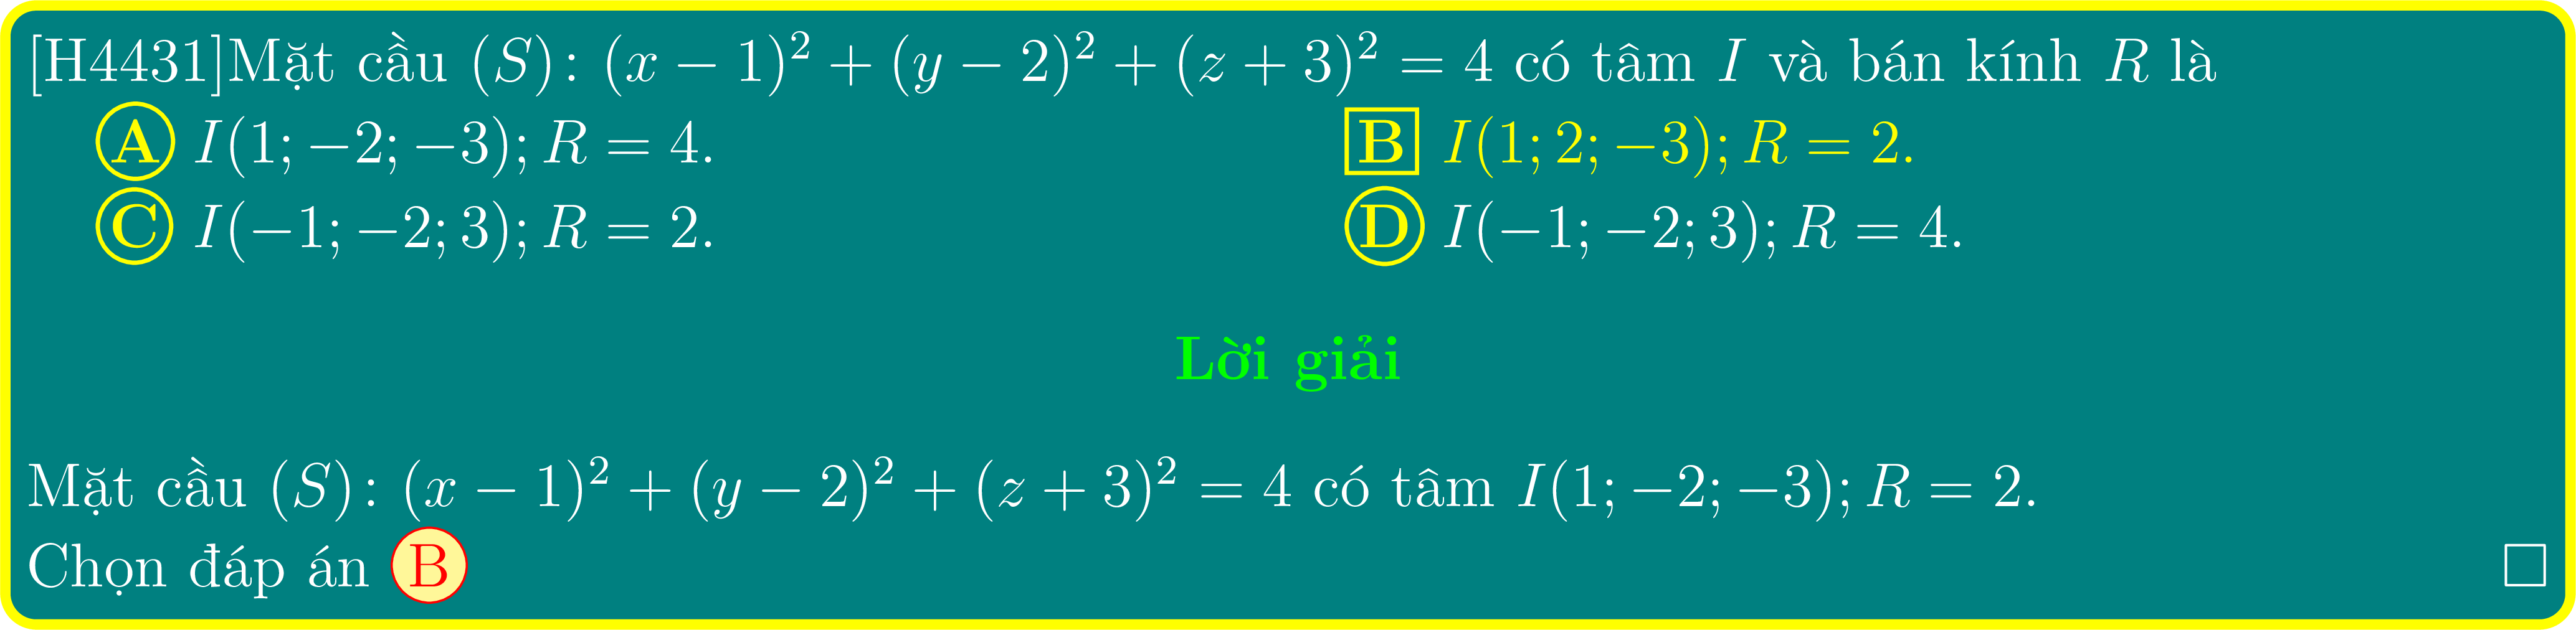 [H4431]Mặt cầu (S): (x − 1)² + (y − 2)² + (z + 3)² = 4 có tâm I và bán kính R là
A I(1; −2; −3); R = 4. B I(1; 2; −3); R = 2.
C I(−1; −2; 3); R = 2. D I(−1; −2; 3); R = 4.
Lời giải
Mặt cầu (S): (x − 1)² + (y − 2)² + (z + 3)² = 4 có tâm I(1; −2; −3); R = 2.
Chọn đáp án B □